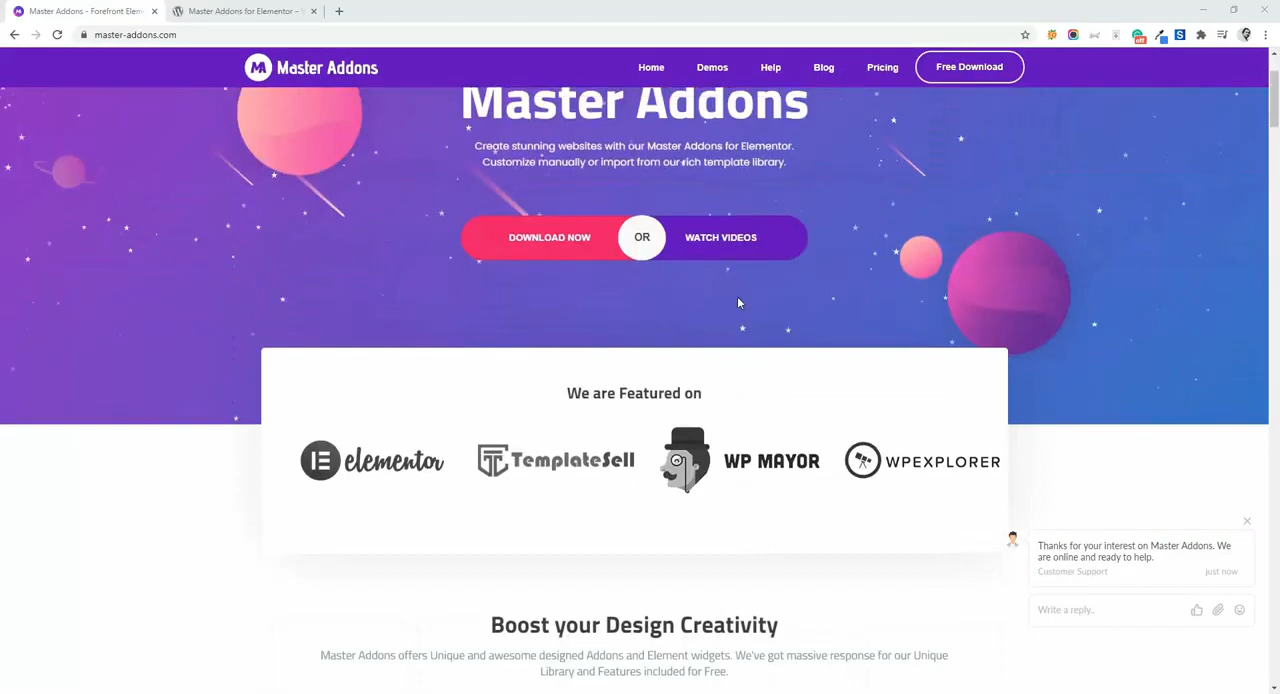 Master Addons - Forefront Elem
Master Addons for Elementor – W
master-addons.com
off
S
Master Addons
Home
Demos
Help
Blog
Pricing
Free Download
Master Addons
Create stunning websites with our Master Addons for Elementor.
Customize manually or import from our rich template library.
DOWNLOAD NOW
OR
WATCH VIDEOS
We are Featured on
elementor
TemplateSell
WP MAYOR
WPEXPLORER
Thanks for your interest on Master Addons. We
are online and ready to help.
Customer Support
just now
Write a reply..
Boost your Design Creativity
Master Addons offers Unique and awesome designed Addons and Element widgets. We've got massive response for our Unique
Library and Features included for Free.